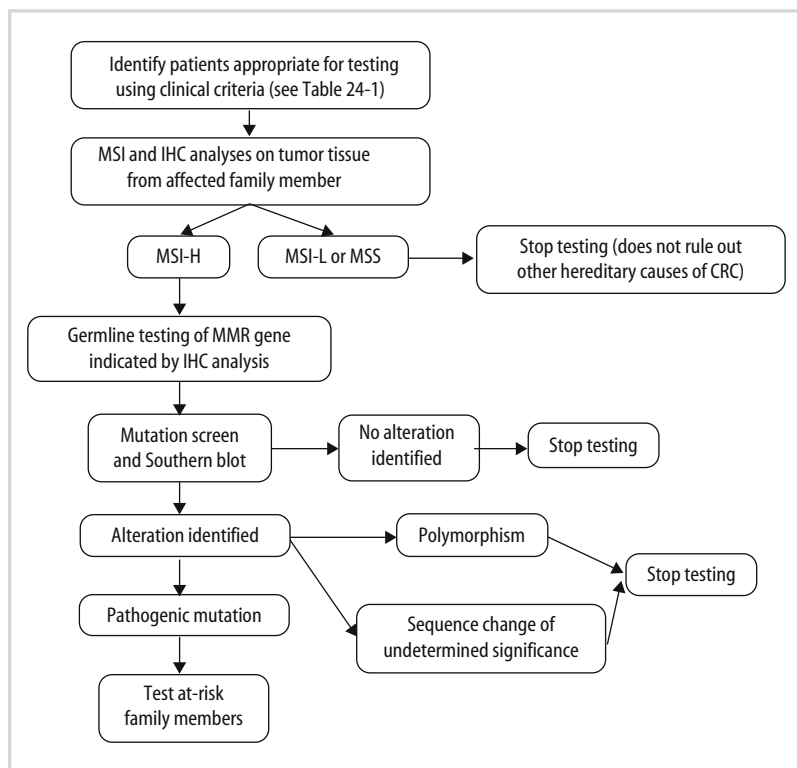 Identify patients appropriate for testing
using clinical criteria (see Table 24-1)
MSI and IHC analyses on tumor tissue
from affected family member
MSI-H
MSI-L or MSS
Stop testing (does not rule out
other hereditary causes of CRC)
Germline testing of MMR gene
indicated by IHC analysis
Mutation screen
and Southern blot
No alteration
identified
Stop testing
Alteration identified
Polymorphism
Stop testing
Pathogenic mutation
Sequence change of
undetermined significance
Test at-risk
family members